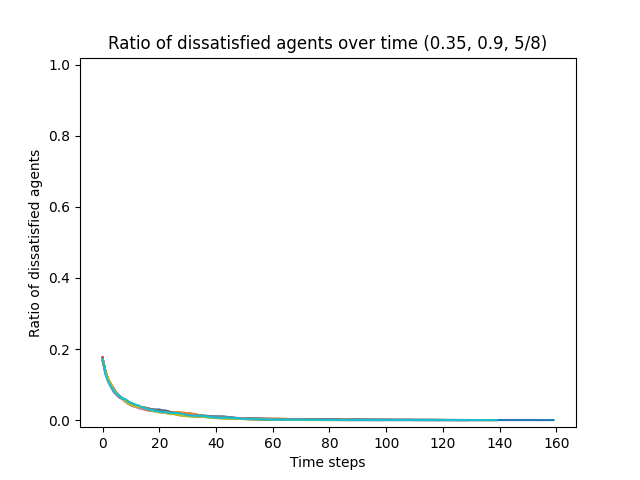 Ratio of dissatisfied agents over time (0.35, 0.9, 5/8)
1.0
0.8
0.6
0.4
0.2
0.0
Ratio of dissatisfied agents
0 20 40 60 80 100 120 140 160
Time steps